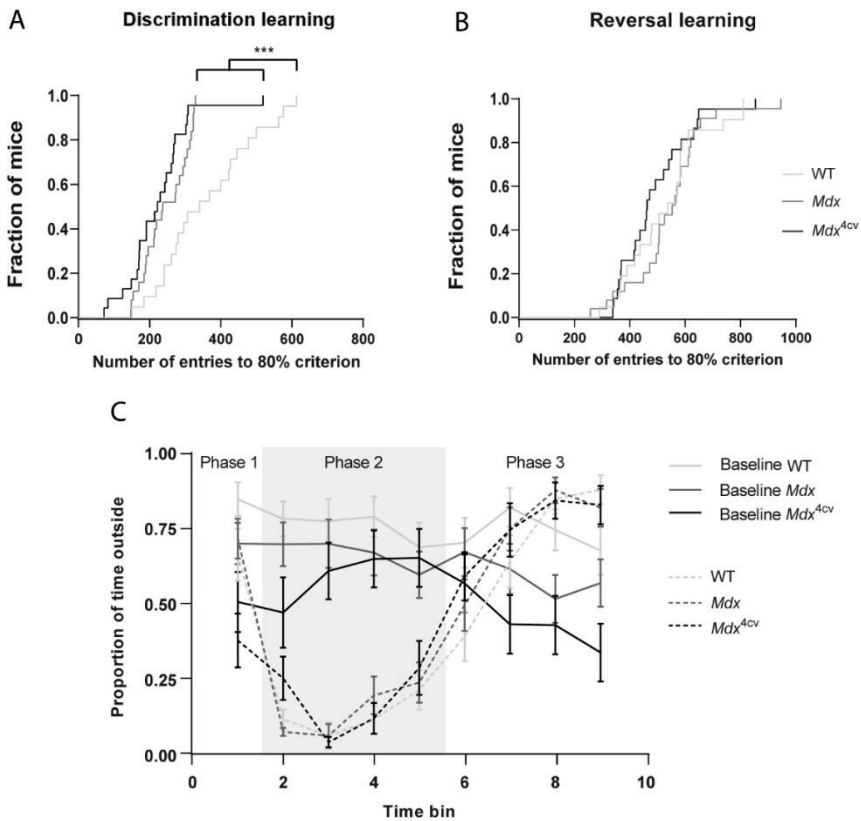 A
Discrimination learning
***
Fraction of mice
1.0
0.8
0.6
0.4
0.2
0.0
0 200 400 600 800
Number of entries to 80% criterion
B
Reversal learning
Fraction of mice
1.0
0.8
0.6
0.4
0.2
0.0
0 200 400 600 800 1000
Number of entries to 80% criterion
WT
Mdx
Mdx4cv
C
Proportion of time outside
1.00
0.75
0.50
0.25
0.00
Phase 1 Phase 2 Phase 3
0 2 4 6 8 10
Time bin
Baseline WT
Baseline Mdx
Baseline Mdx4cv
WT
Mdx
Mdx4cv